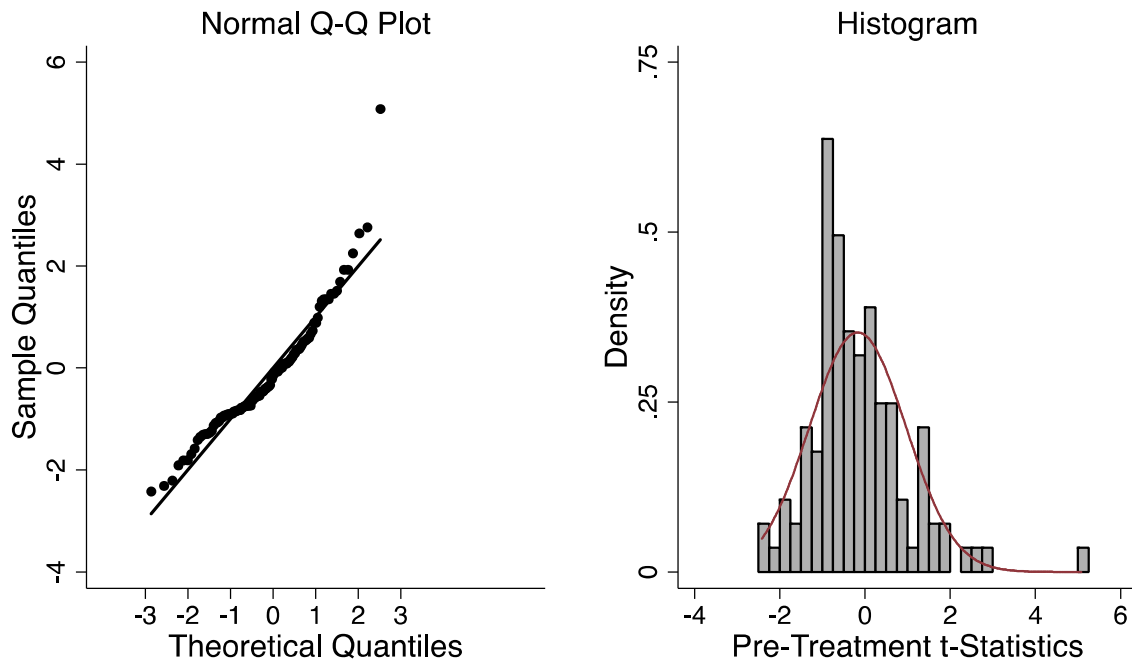 Normal Q-Q Plot
6
4
2
0
-2
-4
Sample Quantiles
-3 -2 -1 0 1 2 3
Theoretical Quantiles
Histogram
.75
.5
.25
0
Density
-4 -2 0 2 4 6
Pre-Treatment t-Statistics